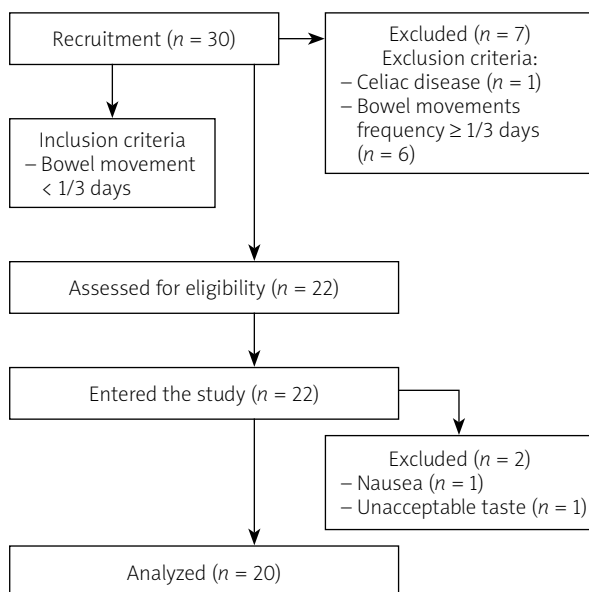 Recruitment (n = 30)
Excluded (n = 7)
Exclusion criteria:
– Celiac disease (n = 1)
– Bowel movements
frequency ≥ 1/3 days
(n = 6)
Inclusion criteria
– Bowel movement
< 1/3 days
Assessed for eligibility (n = 22)
Entered the study (n = 22)
Excluded (n = 2)
– Nausea (n = 1)
– Unacceptable taste (n = 1)
Analyzed (n = 20)